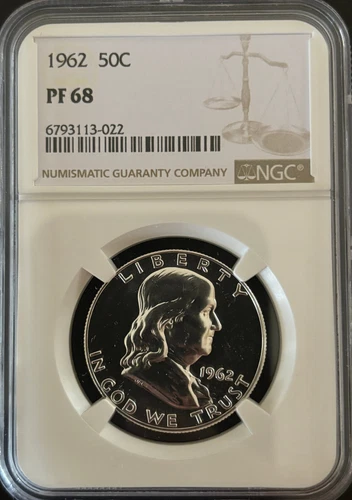 1962 50C
PF 68
6793113-022
NUMISMATIC GUARANTY COMPANY NGC®
LIBERTY
1962
IN GOD WE TRUST